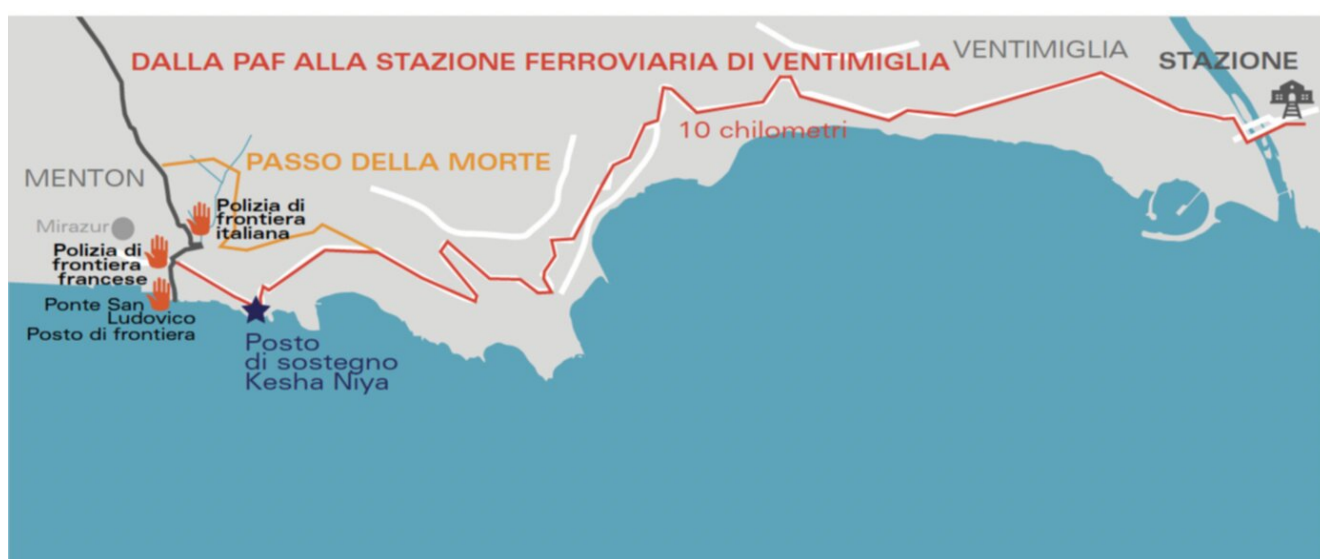 DALLA PAF ALLA STAZIONE FERROVIARIA DI VENTIMIGLIA
VENTIMIGLIA
STAZIONE
10 chilometri
PASSO DELLA MORTE
MENTON
Mirazur
Polizia di
frontiera
italiana
Polizia di
frontiera
francese
Ponte San
Ludovico
Posto di frontiera
Posto
di sostegno
Kesha Niya